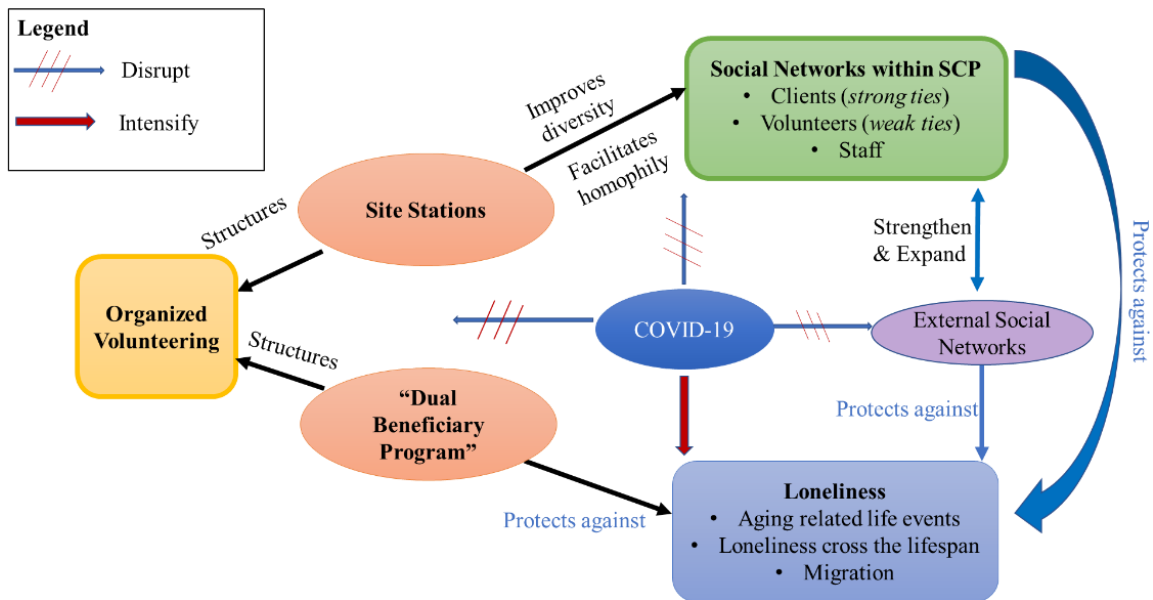 Legend
Disrupt
Intensify
Social Networks within SCP
• Clients (strong ties)
• Volunteers (weak ties)
• Staff
Improves
diversity
Facilitates
homophily
Site Stations
Structures
Organized
Volunteering
Structures
“Dual
Beneficiary
Program”
COVID-19
Strengthen
& Expand
External Social
Networks
Protects against
Protects against
Protects against
Loneliness
• Aging related life events
• Loneliness cross the lifespan
• Migration